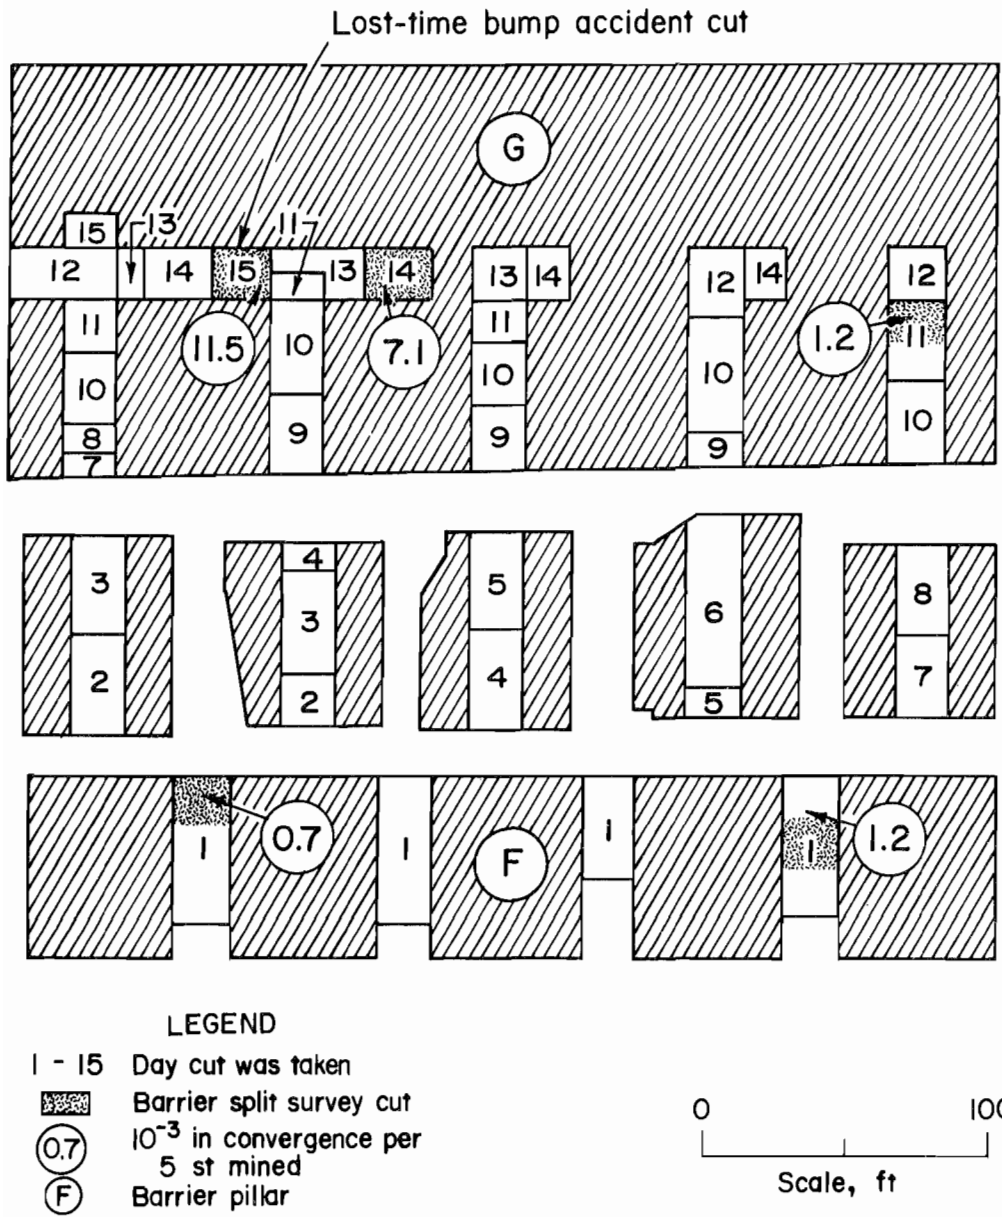 Lost-time bump accident cut
G
15 13 11
12 14 15 13 14 13 14 12 14 12
11 11.5 10 7.1 11 1.2 11
10 10 10 10
8 9 9 9
7
3 4 5 6 8
3
2 2 4 5 7
1 0.7 1 F 1 1 1.2
LEGEND
1 - 15 Day cut was taken
Barrier split survey cut
0.7 10⁻³ in convergence per
5 st mined
F Barrier pillar
0 100
Scale, ft